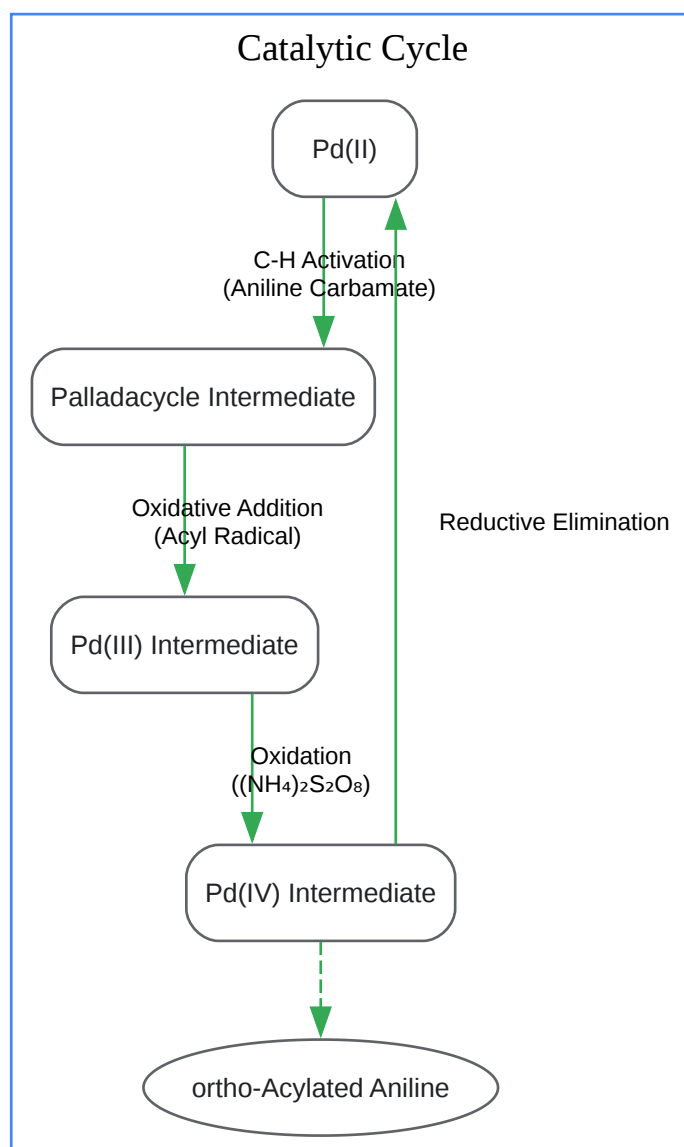 Catalytic Cycle
Pd(II)
C-H Activation
(Aniline Carbamate)
Palladacycle Intermediate
Oxidative Addition
(Acyl Radical)
Reductive Elimination
Pd(III) Intermediate
Oxidation
((NH₄)₂S₂O₈)
Pd(IV) Intermediate
ortho-Acylated Aniline